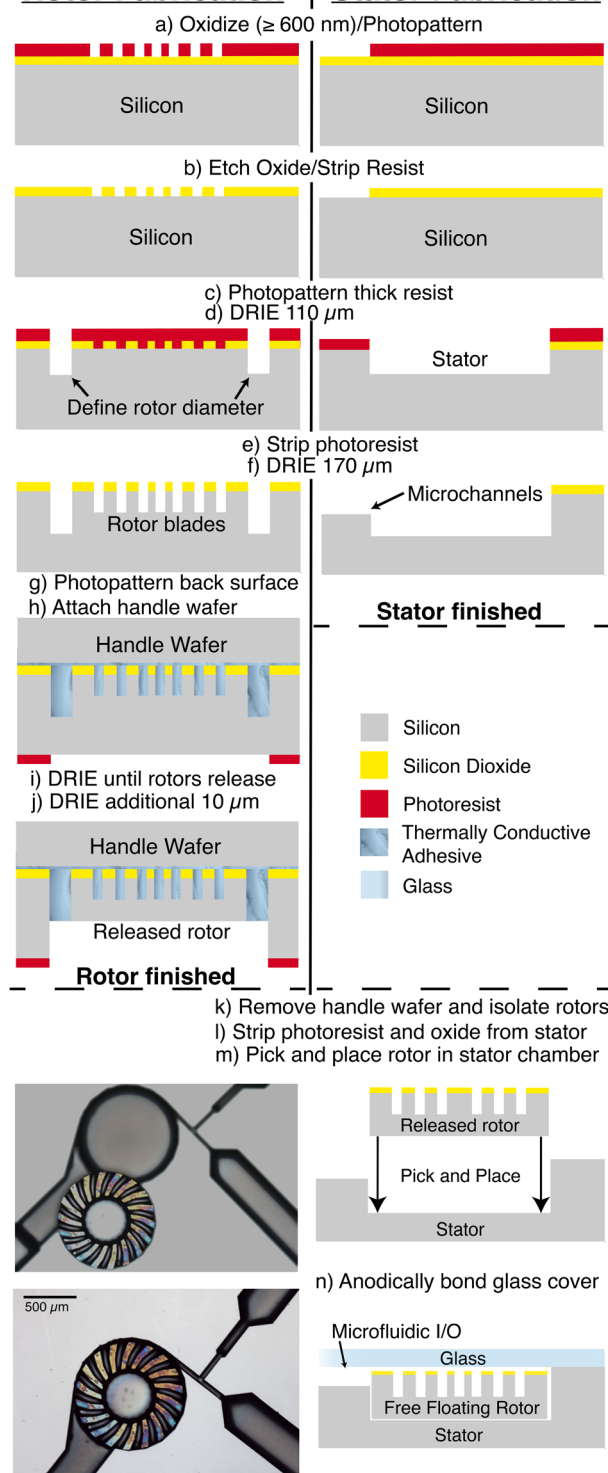 a) Oxidize (≥ 600 nm)/Photopattern
Silicon
Silicon
b) Etch Oxide/Strip Resist
Silicon
Silicon
c) Photopattern thick resist
d) DRIE 110 µm
Define rotor diameter
Stator
e) Strip photoresist
f) DRIE 170 µm
Rotor blades
Microchannels
g) Photopattern back surface
h) Attach handle wafer
Stator finished
Handle Wafer
Silicon
Silicon Dioxide
Photoresist
Thermally Conductive
Adhesive
Glass
i) DRIE until rotors release
j) DRIE additional 10 µm
Handle Wafer
Released rotor
Rotor finished
k) Remove handle wafer and isolate rotors
l) Strip photoresist and oxide from stator
m) Pick and place rotor in stator chamber
Released rotor
Pick and Place
Stator
n) Anodically bond glass cover
500 µm
Microfluidic I/O
Glass
Free Floating Rotor
Stator